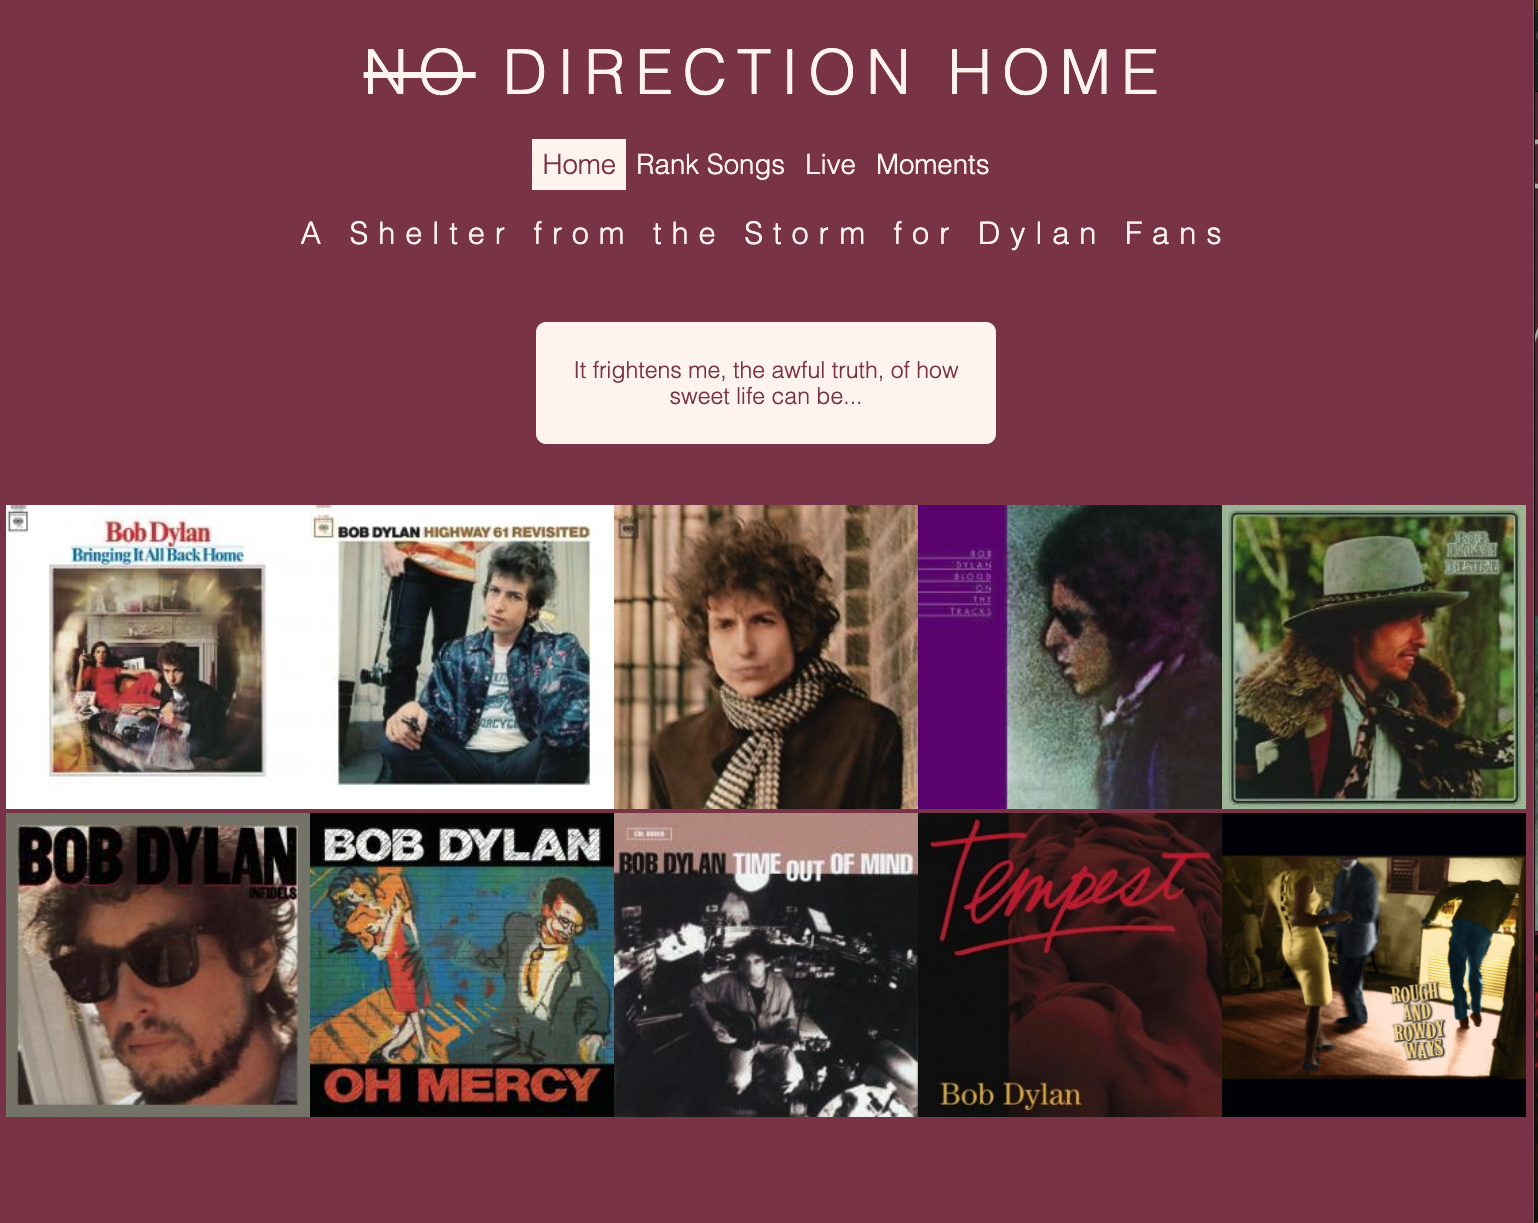 NO DIRECTION HOME
Home Rank Songs Live Moments
A Shelter from the Storm for Dylan Fans
It frightens me, the awful truth, of how
sweet life can be...
Bob Dylan
Bringing It All Back Home
BOB DYLAN HIGHWAY 61 REVISITED
BOB
DYLAN
BLOOD
ON
THE
TRACKS
BOB
DYLAN
DESIRE
BOB DYLAN
INFIDELS
BOB DYLAN
OH MERCY
BOB DYLAN TIME OUT OF MIND
Tempest
Bob Dylan
ROUGH
AND
ROWDY
WAYS